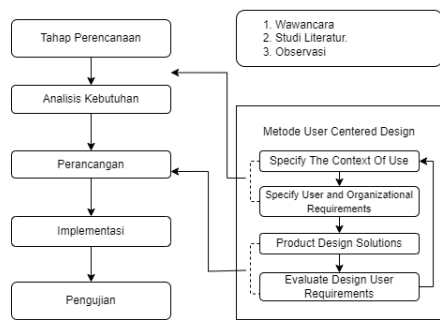 Tahap Perencanaan
Analisis Kebutuhan
Perancangan
Implementasi
Pengujian
1. Wawancara
2. Studi Literatur.
3. Observasi
Metode User Centered Design
Specify The Context Of Use
Specify User and Organizational
Requirements
Product Design Solutions
Evaluate Design User
Requirements